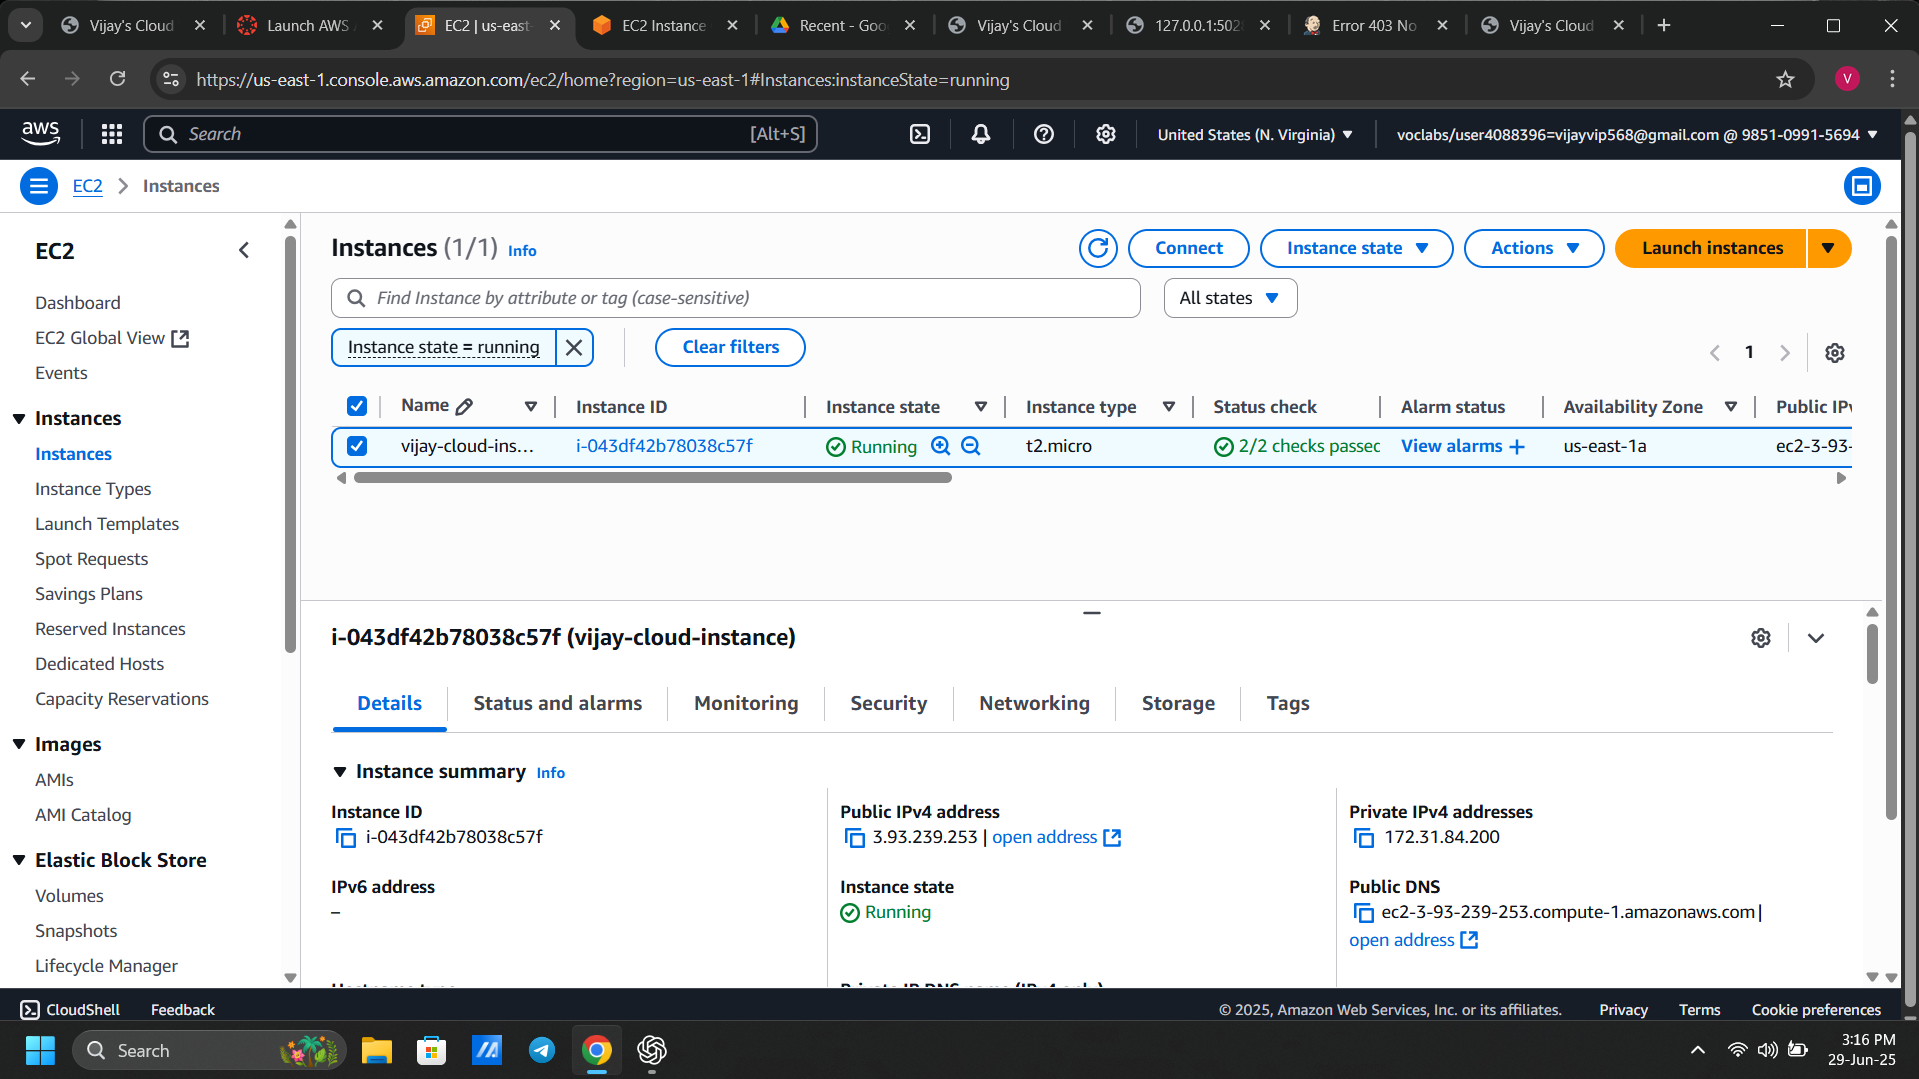 Vijay's Cloud
Launch AWS
EC2 | us-east-
EC2 Instance
Recent - Goo
Vijay's Cloud
127.0.0.1:502
Error 403 No
Vijay's Cloud
https://us-east-1.console.aws.amazon.com/ec2/home?region=us-east-1#Instances:instanceState=running
V
aws
Search
[Alt+S]
United States (N. Virginia)
voclabs/user4088396=vijayvip568@gmail.com @ 9851-0991-5694
EC2
Instances
EC2
Dashboard
EC2 Global View
Events
Instances
Instances
Instance Types
Launch Templates
Spot Requests
Savings Plans
Reserved Instances
Dedicated Hosts
Capacity Reservations
Images
AMIs
AMI Catalog
Elastic Block Store
Volumes
Snapshots
Lifecycle Manager
Instances (1/1) Info
Connect
Instance state
Actions
Launch instances
Find Instance by attribute or tag (case-sensitive)
All states
Instance state = running
Clear filters
1
Name
Instance ID
Instance state
Instance type
Status check
Alarm status
Availability Zone
Public IPv
vijay-cloud-ins...
i-043df42b78038c57f
Running
t2.micro
2/2 checks passed
View alarms +
us-east-1a
ec2-3-93-
i-043df42b78038c57f (vijay-cloud-instance)
Details
Status and alarms
Monitoring
Security
Networking
Storage
Tags
Instance summary Info
Instance ID
i-043df42b78038c57f
Public IPv4 address
3.93.239.253 | open address
Private IPv4 addresses
172.31.84.200
IPv6 address
–
Instance state
Running
Public DNS
ec2-3-93-239-253.compute-1.amazonaws.com |
open address
Hostname type
Private IP DNS name (IPv4 only)
CloudShell
Feedback
© 2025, Amazon Web Services, Inc. or its affiliates.
Privacy
Terms
Cookie preferences
Search
3:16 PM
29-Jun-25